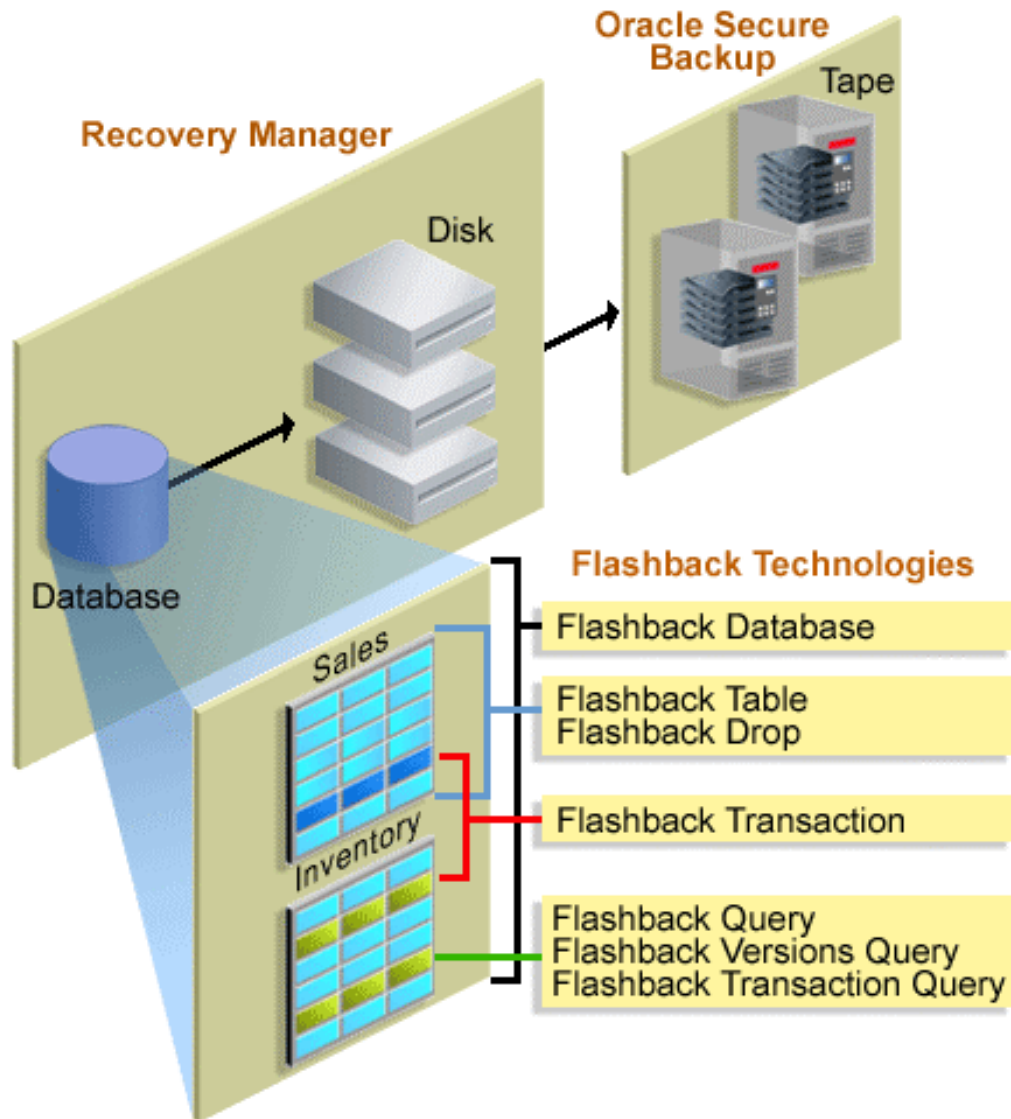 Oracle Secure
Backup
Tape
Recovery Manager
Disk
Database
Flashback Technologies
Flashback Database
Sales
Flashback Table
Flashback Drop
Flashback Transaction
Inventory
Flashback Query
Flashback Versions Query
Flashback Transaction Query